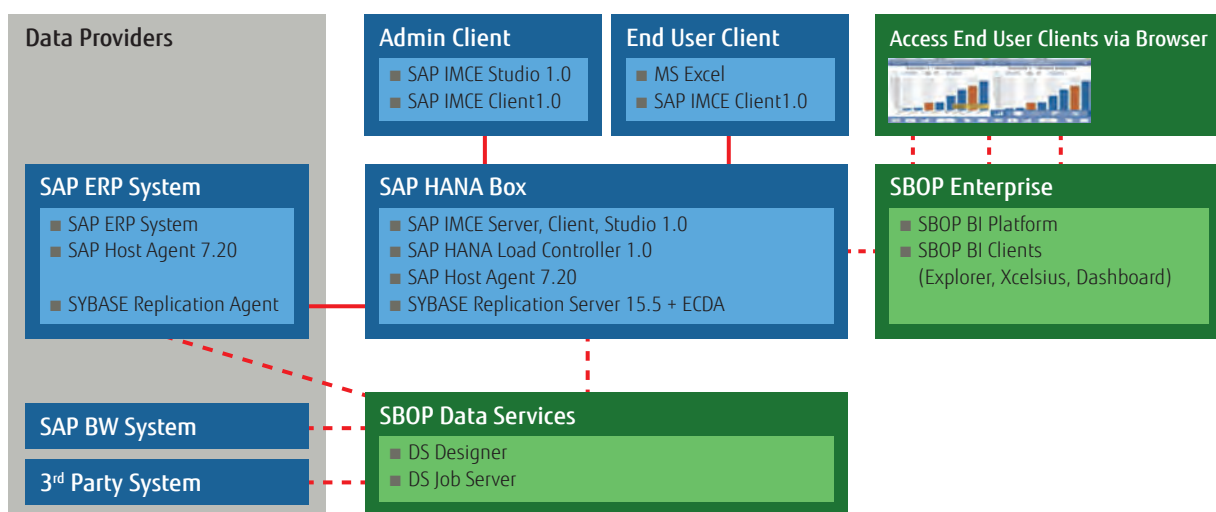 Data Providers
Admin Client
SAP IMCE Studio 1.0
SAP IMCE Client1.0
End User Client
MS Excel
SAP IMCE Client1.0
Access End User Clients via Browser
SAP ERP System
SAP ERP System
SAP Host Agent 7.20
SYBASE Replication Agent
SAP HANA Box
SAP IMCE Server, Client, Studio 1.0
SAP HANA Load Controller 1.0
SAP Host Agent 7.20
SYBASE Replication Server 15.5 + ECDA
SBOP Enterprise
SBOP BI Platform
SBOP BI Clients
(Explorer, Xcelsius, Dashboard)
SAP BW System
3rd Party System
SBOP Data Services
DS Designer
DS Job Server